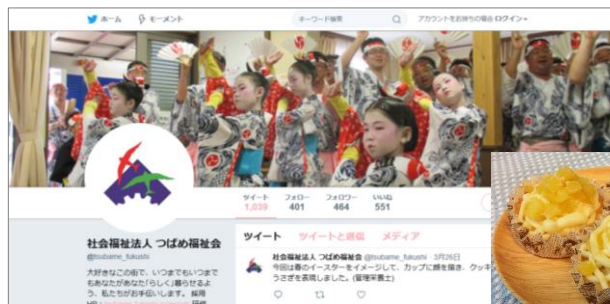 ホーム モーメント キーワード検索 アカウントをお持ちの場合 ログイン
ツイート フォロー フォロワー いいね
1,039 401 464 551
社会福祉法人 つばめ福祉会
@tsubame_fukushi
大好きなこの街で、いつまでもいつまで
もあなたがあなた「らしく」暮らせるよ
う、私たちがお手伝いします。 採用
ツイート ツイートと返信 メディア
社会福祉法人 つばめ福祉会 @tsubame_fukushi · 3月26日
今回は春のイースターをイメージして、カップに顔を描き、クッキ
うさぎを表現しました。(管理栄養士)